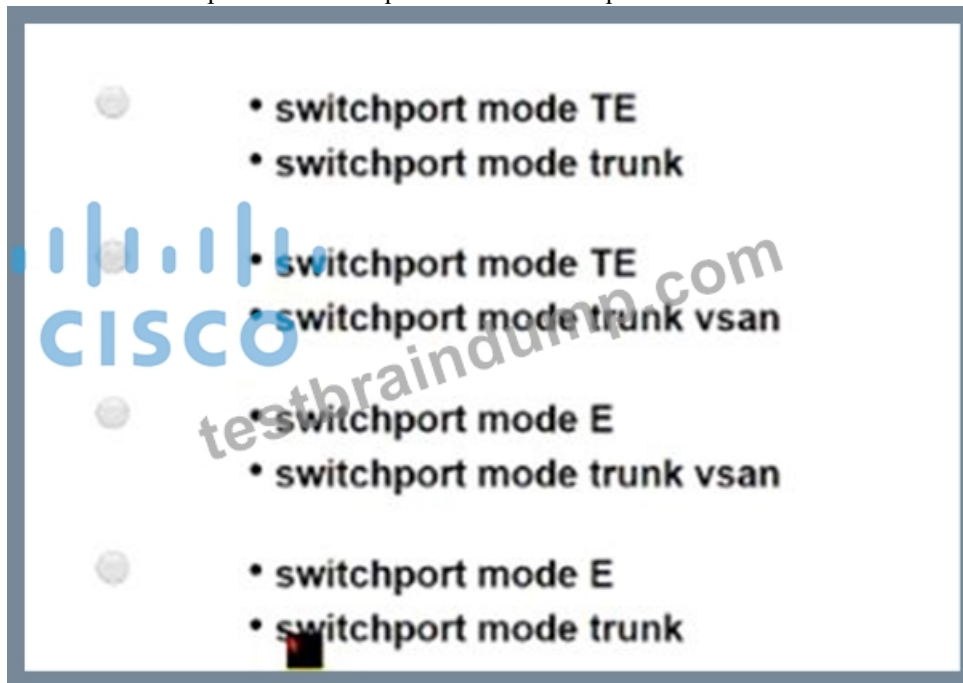 • switchport mode TE
• switchport mode trunk
• switchport mode TE
• switchport mode trunk vsan
CISCO
testbraindump.com
• switchport mode E
• switchport mode trunk vsan
• switchport mode E
• switchport mode trunk